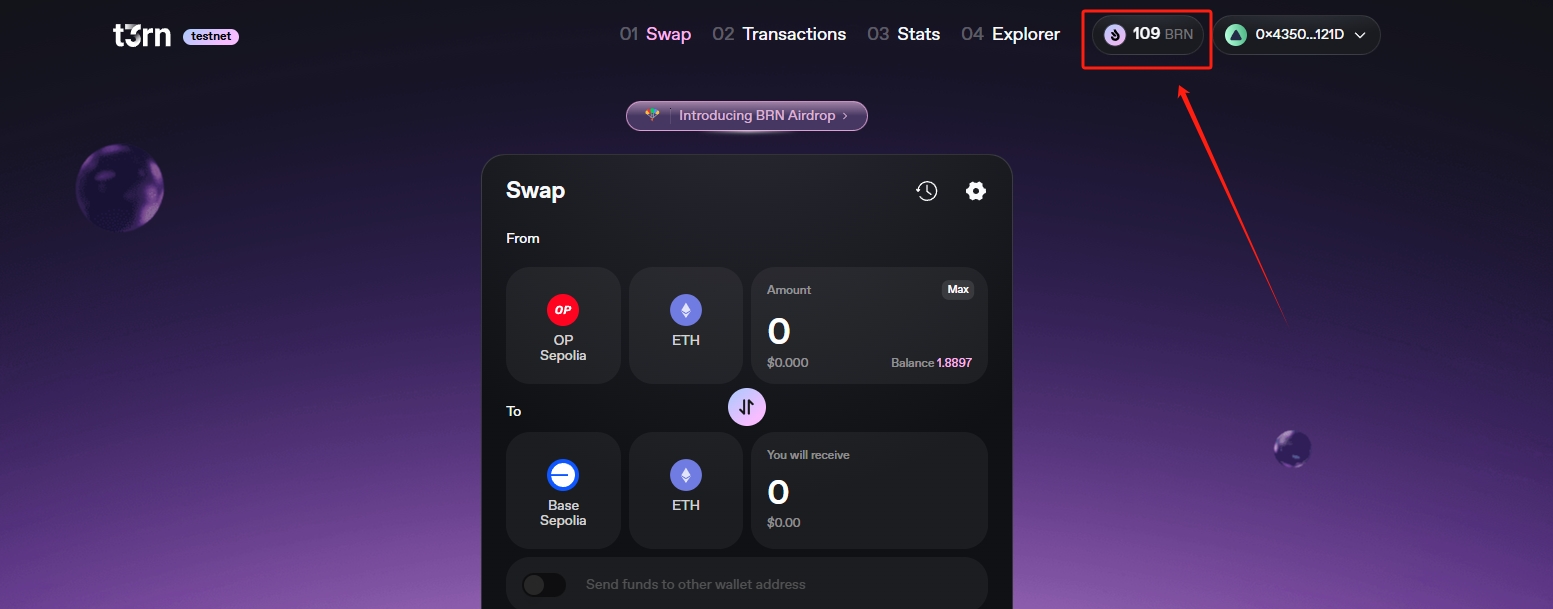 t3rn testnet 01 Swap 02 Transactions 03 Stats 04 Explorer 109 BRN 0×4350...121D
Introducing BRN Airdrop ›
Swap
From
Amount Max
OP
OP
Sepolia
ETH
0
$0.000 Balance 1.8897
To
You will receive
Base
Sepolia
ETH
0
$0.00
Send funds to other wallet address